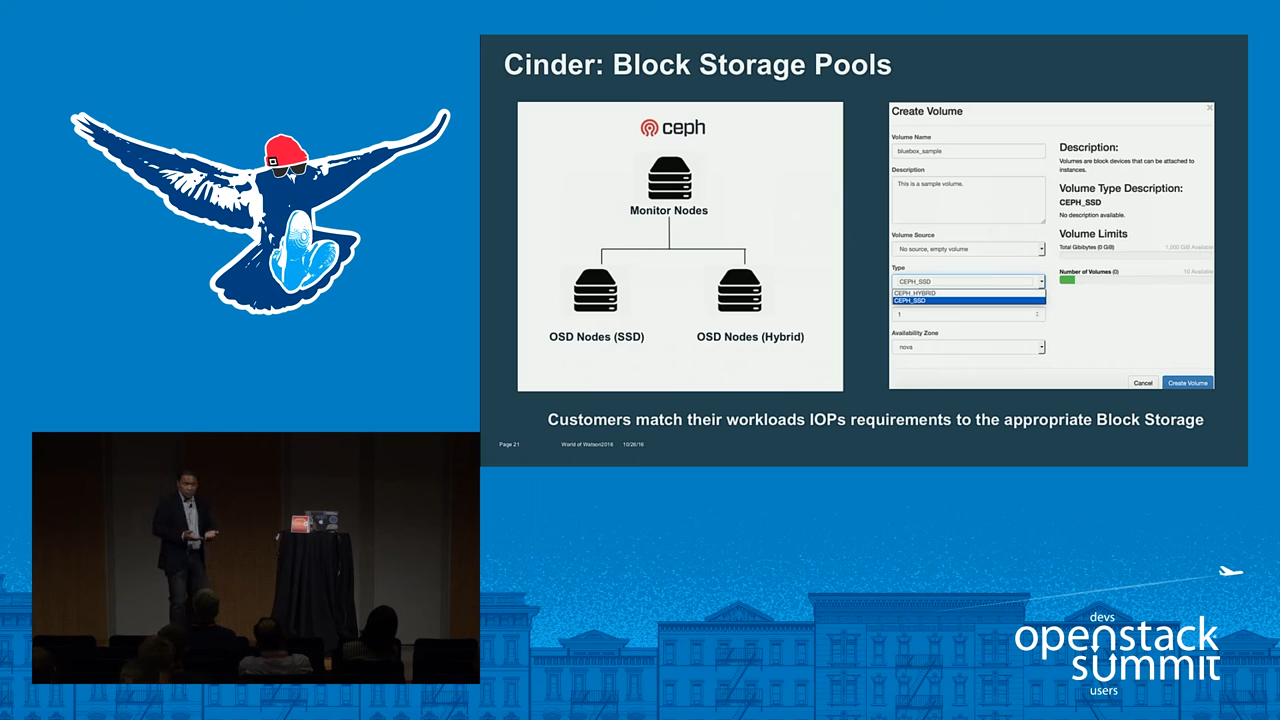 Cinder: Block Storage Pools
ceph
Monitor Nodes
OSD Nodes (SSD)
OSD Nodes (Hybrid)
Create Volume
×
Volume Name
bluebox_sample
Description
This is a sample volume.
Volume Source
No source, empty volume
Type
CEPH_SSD
CEPH_HYBRID
CEPH_SSD
1
Availability Zone
nova
Description:
Volumes are block devices that can be attached to
instances.
Volume Type Description:
CEPH_SSD
No description available.
Volume Limits
Total Gibibytes (0 GiB)
1,000 GiB Available
Number of Volumes (0)
10 Available
Cancel
Create Volume
Customers match their workloads IOPs requirements to the appropriate Block Storage
Page 21
World of Watson2016
10/26/16
devs
openstack
summit
users